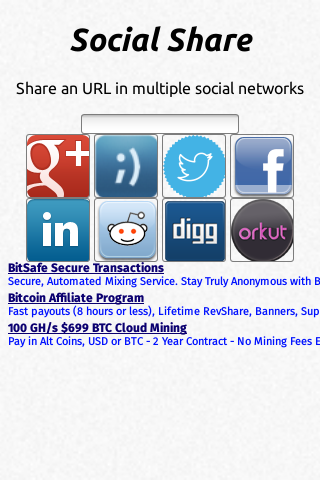 Social Share
Share an URL in multiple social networks
g+ ;) f
in digg orkut
BitSafe Secure Transactions
Secure, Automated Mixing Service. Stay Truly Anonymous with B
Bitcoin Affiliate Program
Fast payouts (8 hours or less), Lifetime RevShare, Banners, Sup
100 GH/s $699 BTC Cloud Mining
Pay in Alt Coins, USD or BTC - 2 Year Contract - No Mining Fees E